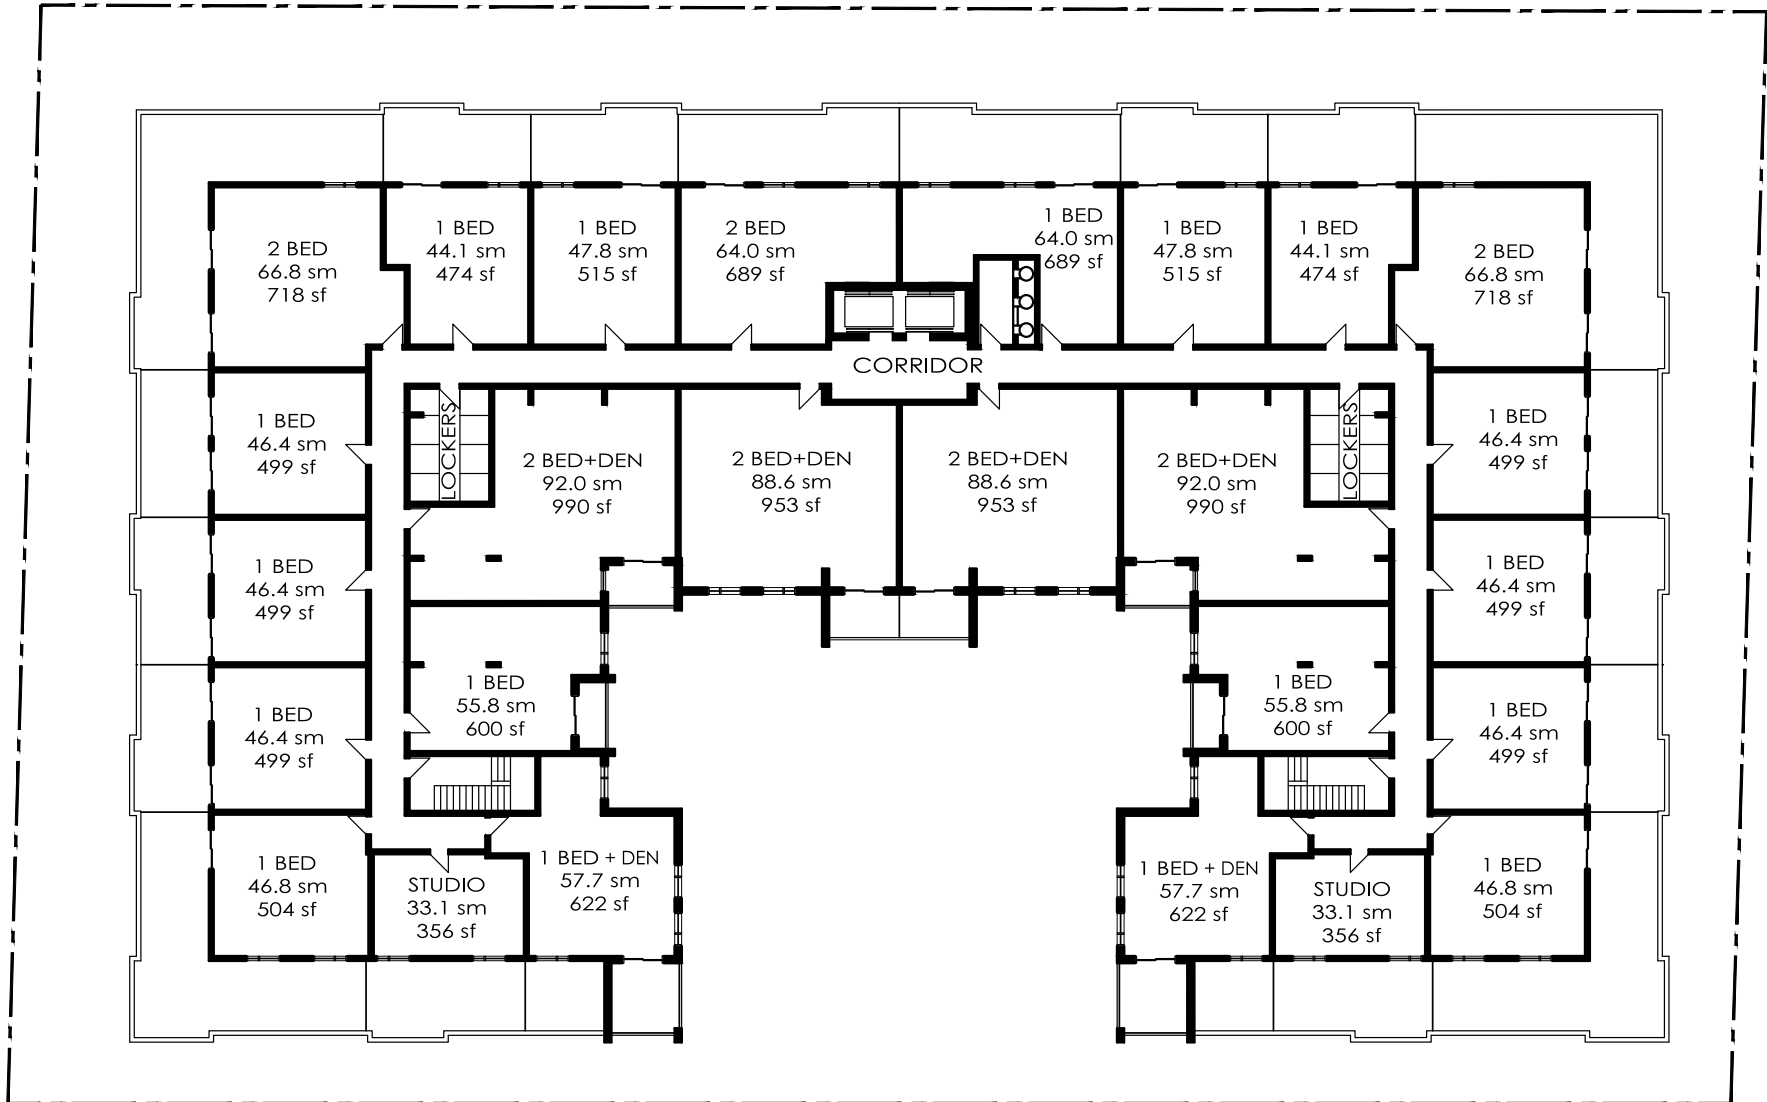 2 BED
66.8 sm
718 sf
1 BED
44.1 sm
474 sf
1 BED
47.8 sm
515 sf
2 BED
64.0 sm
689 sf
1 BED
64.0 sm
689 sf
1 BED
47.8 sm
515 sf
1 BED
44.1 sm
474 sf
2 BED
66.8 sm
718 sf
CORRIDOR
1 BED
46.4 sm
499 sf
LOCKERS
2 BED+DEN
92.0 sm
990 sf
2 BED+DEN
88.6 sm
953 sf
2 BED+DEN
88.6 sm
953 sf
2 BED+DEN
92.0 sm
990 sf
LOCKERS
1 BED
46.4 sm
499 sf
1 BED
46.4 sm
499 sf
1 BED
46.4 sm
499 sf
1 BED
46.4 sm
499 sf
1 BED
55.8 sm
600 sf
1 BED
55.8 sm
600 sf
1 BED
46.4 sm
499 sf
1 BED
46.8 sm
504 sf
STUDIO
33.1 sm
356 sf
1 BED + DEN
57.7 sm
622 sf
1 BED + DEN
57.7 sm
622 sf
STUDIO
33.1 sm
356 sf
1 BED
46.8 sm
504 sf